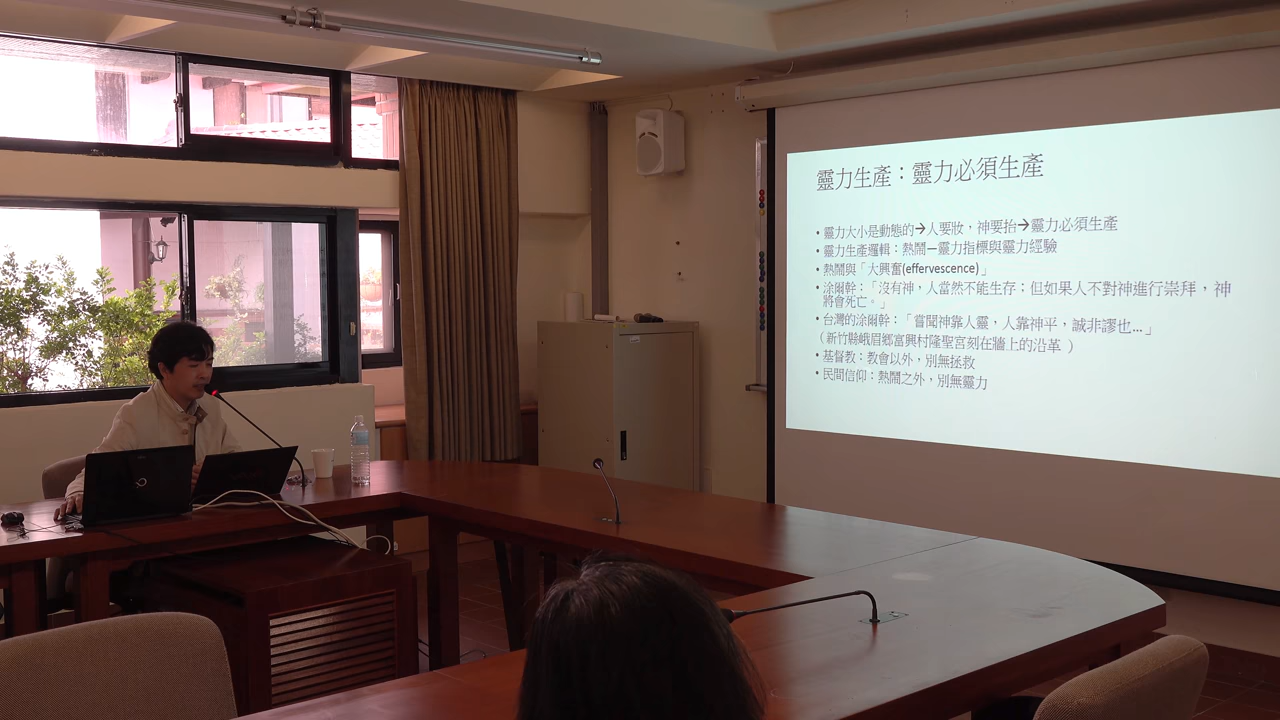 靈力生產：靈力必須生產
• 靈力大小是動態的→人要妝，神要抬→靈力必須生產
• 靈力生產邏輯：熱鬧—靈力指標與靈力經驗
• 熱鬧與「大興奮(effervescence)」
• 涂爾幹：「沒有神，人當然不能生存；但如果人不對神進行崇拜，神
將會死亡。」
• 台灣的涂爾幹：「嘗聞神靠人靈，人靠神平，誠非謬也…」
（新竹縣峨眉鄉富興村隆聖宮刻在牆上的沿革 ）
• 基督教：教會以外，別無拯救
• 民間信仰：熱鬧之外，別無靈力